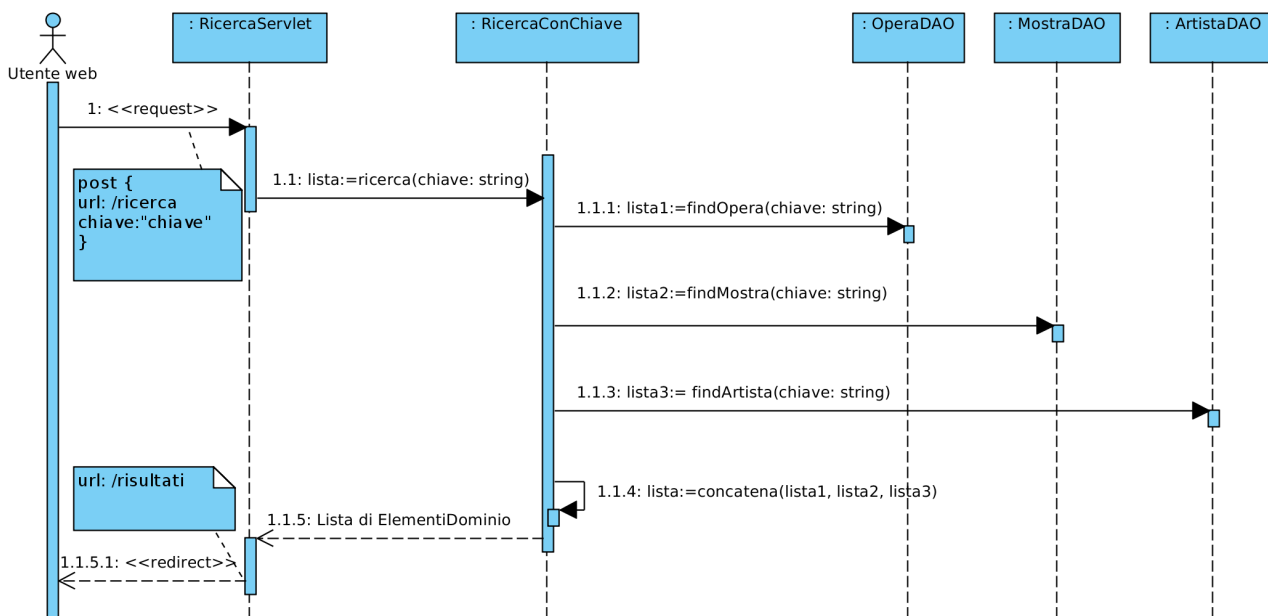 : RicercaServlet
: RicercaConChiave
: OperaDAO
: MostraDAO
: ArtistaDAO
Utente web
1: <<request>>
post {
url: /ricerca
chiave:"chiave"
}
1.1: lista:=ricerca(chiave: string)
1.1.1: lista1:=findOpera(chiave: string)
1.1.2: lista2:=findMostra(chiave: string)
1.1.3: lista3:= findArtista(chiave: string)
url: /risultati
1.1.4: lista:=concatena(lista1, lista2, lista3)
1.1.5: Lista di ElementiDominio
1.1.5.1: <<redirect>>